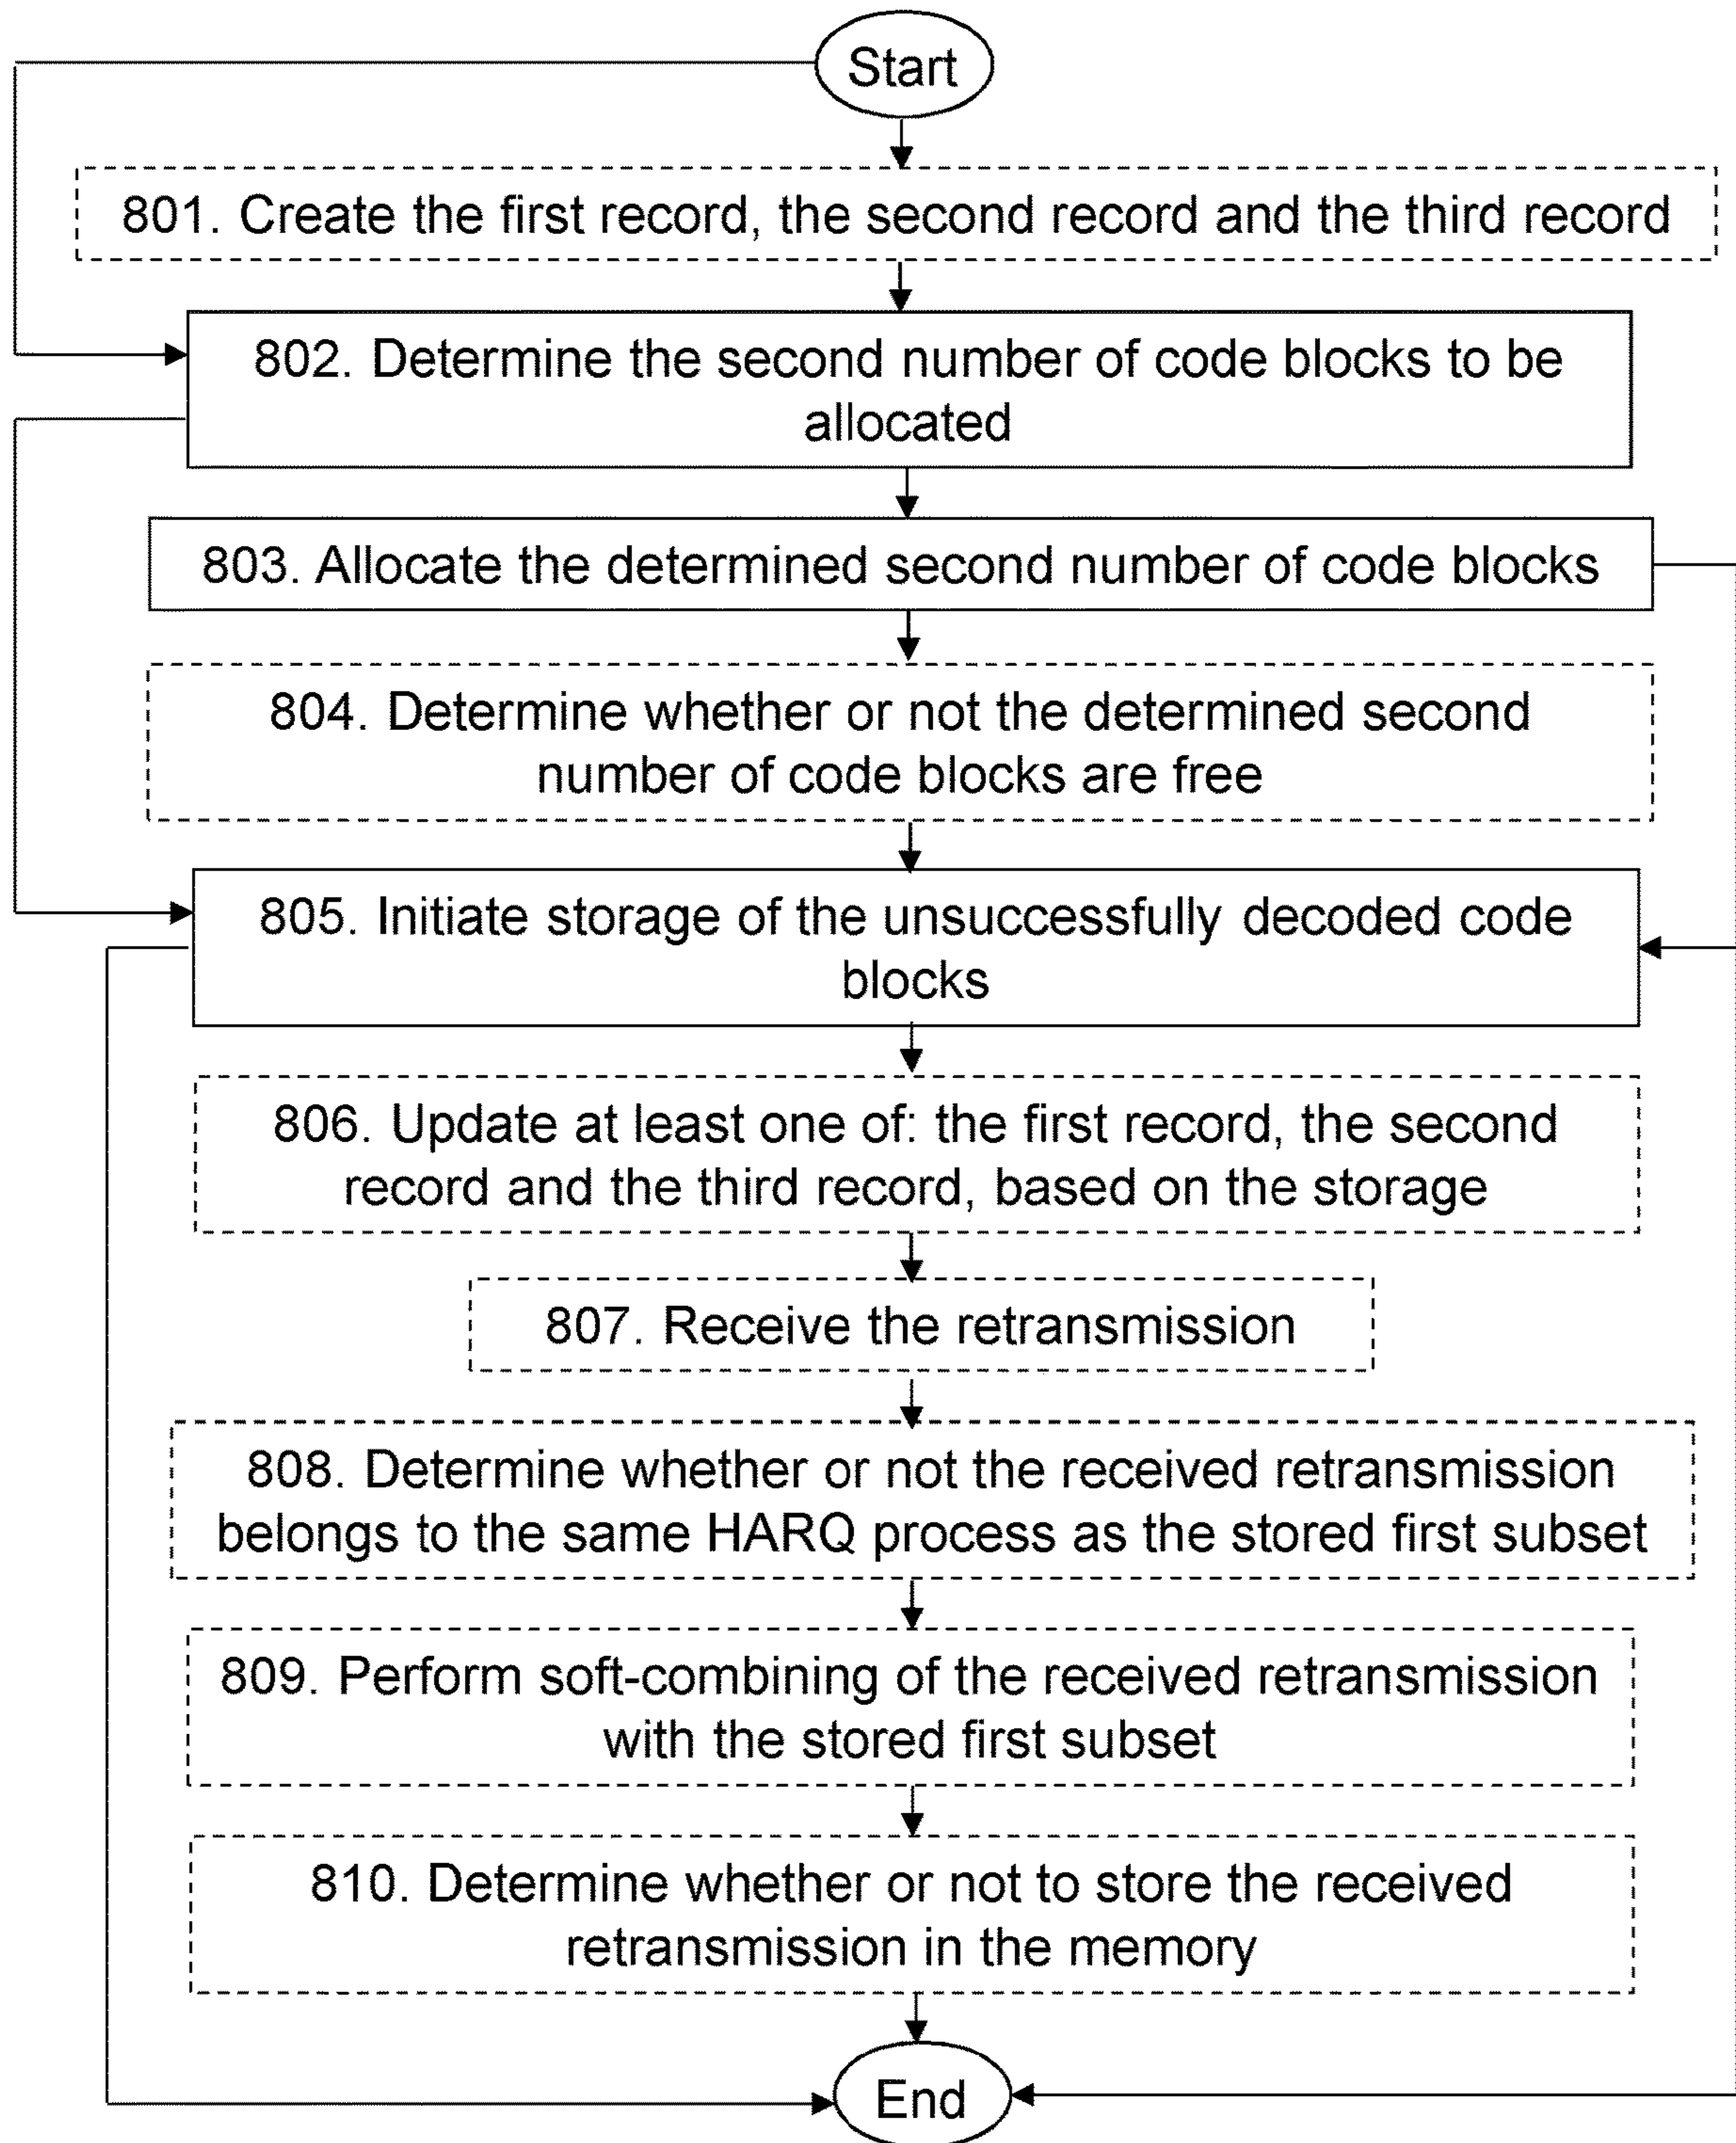 Start
801. Create the first record, the second record and the third record
802. Determine the second number of code blocks to be
allocated
803. Allocate the determined second number of code blocks
804. Determine whether or not the determined second
number of code blocks are free
805. Initiate storage of the unsuccessfully decoded code
blocks
806. Update at least one of: the first record, the second
record and the third record, based on the storage
807. Receive the retransmission
808. Determine whether or not the received retransmission
belongs to the same HARQ process as the stored first subset
809. Perform soft-combining of the received retransmission
with the stored first subset
810. Determine whether or not to store the received
retransmission in the memory
End